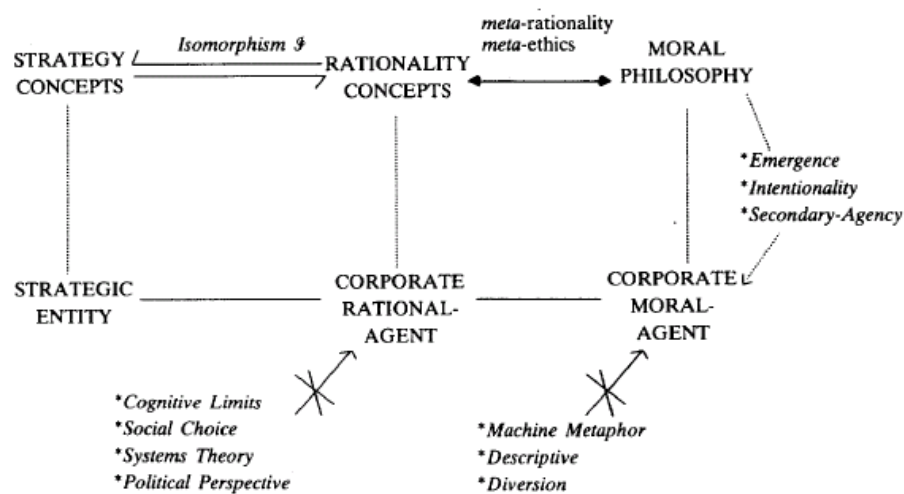 Isomorphism 𝒥
meta-rationality
meta-ethics
STRATEGY
CONCEPTS
RATIONALITY
CONCEPTS
MORAL
PHILOSOPHY
*Emergence
*Intentionality
*Secondary-Agency
STRATEGIC
ENTITY
CORPORATE
RATIONAL-
AGENT
CORPORATE
MORAL-
AGENT
*Cognitive Limits
*Social Choice
*Systems Theory
*Political Perspective
*Machine Metaphor
*Descriptive
*Diversion